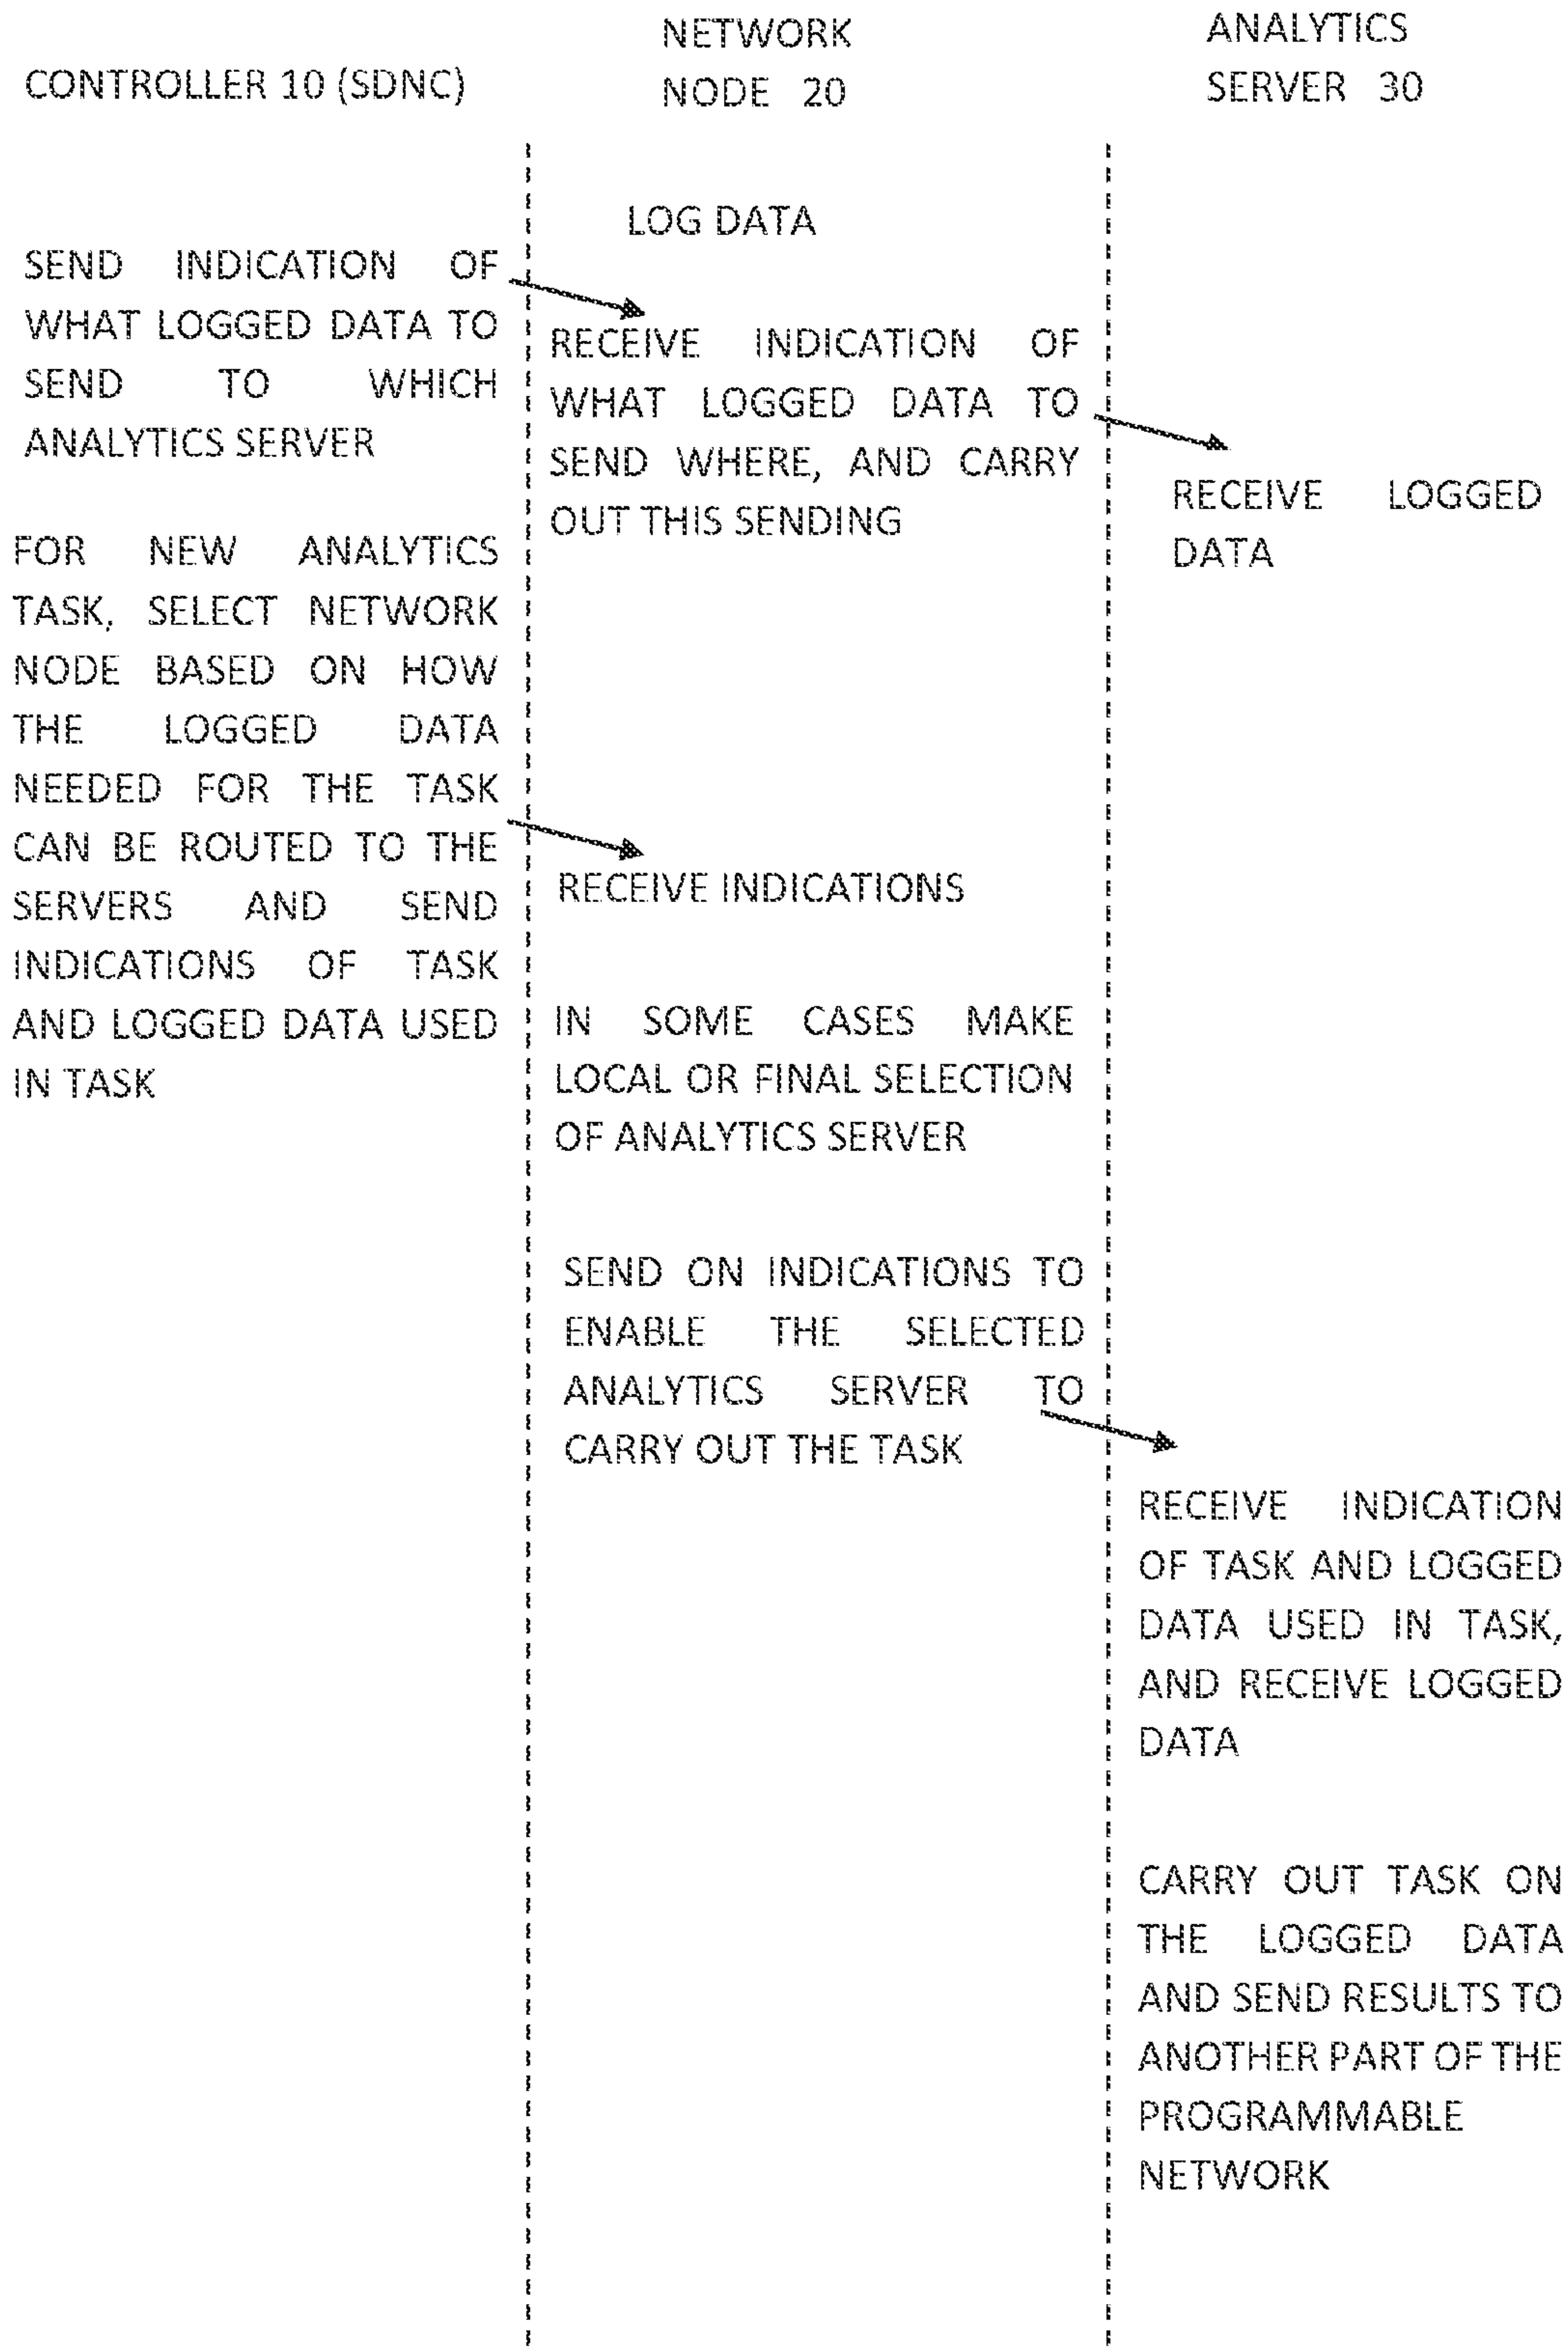 CONTROLLER 10 (SDNC)
NETWORK
NODE 20
ANALYTICS
SERVER 30
LOG DATA
SEND INDICATION OF
WHAT LOGGED DATA TO
SEND TO WHICH
ANALYTICS SERVER
RECEIVE INDICATION OF
WHAT LOGGED DATA TO
SEND WHERE, AND CARRY
OUT THIS SENDING
RECEIVE LOGGED
DATA
FOR NEW ANALYTICS
TASK, SELECT NETWORK
NODE BASED ON HOW
THE LOGGED DATA
NEEDED FOR THE TASK
CAN BE ROUTED TO THE
SERVERS AND SEND
INDICATIONS OF TASK
AND LOGGED DATA USED
IN TASK
RECEIVE INDICATIONS
IN SOME CASES MAKE
LOCAL OR FINAL SELECTION
OF ANALYTICS SERVER
SEND ON INDICATIONS TO
ENABLE THE SELECTED
ANALYTICS SERVER TO
CARRY OUT THE TASK
RECEIVE INDICATION
OF TASK AND LOGGED
DATA USED IN TASK,
AND RECEIVE LOGGED
DATA
CARRY OUT TASK ON
THE LOGGED DATA
AND SEND RESULTS TO
ANOTHER PART OF THE
PROGRAMMABLE
NETWORK